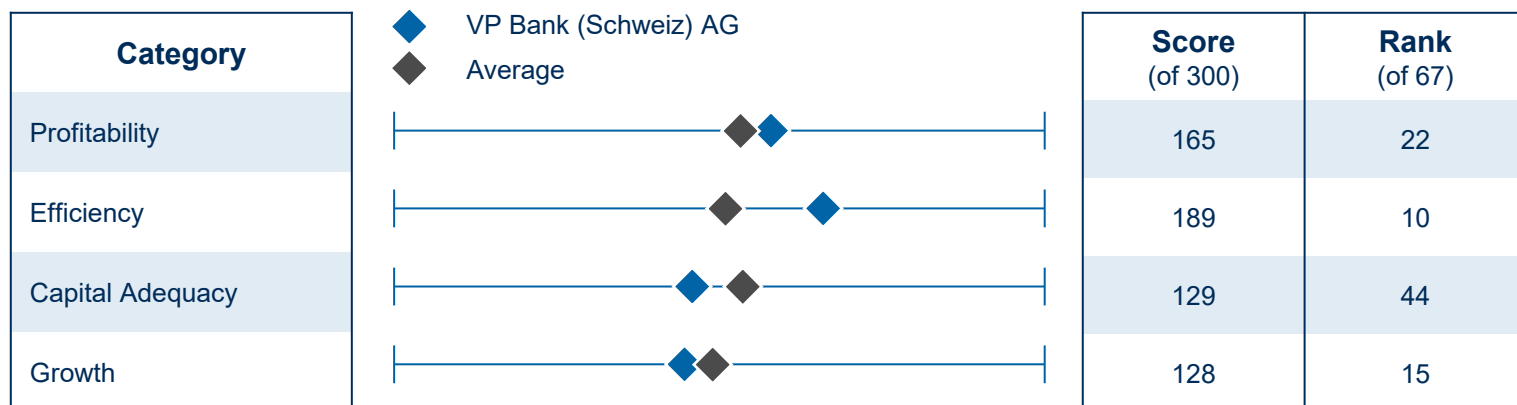 Category
VP Bank (Schweiz) AG
Average
Score
(of 300)
Rank
(of 67)
Profitability
165
22
Efficiency
189
10
Capital Adequacy
129
44
Growth
128
15